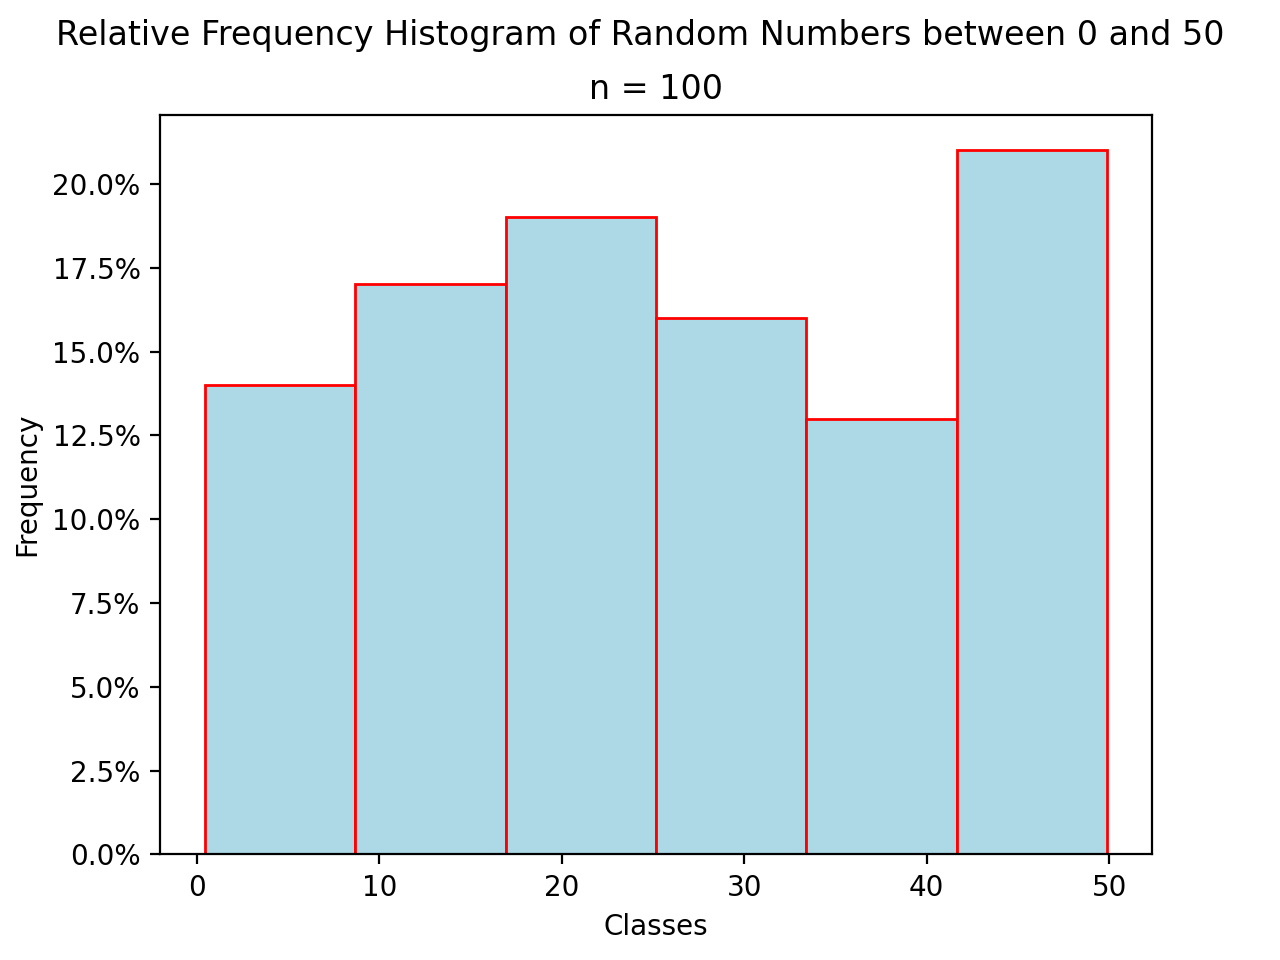 Relative Frequency Histogram of Random Numbers between 0 and 50
n = 100
20.0%
17.5%
15.0%
12.5%
10.0%
7.5%
5.0%
2.5%
0.0%
Frequency
0 10 20 30 40 50
Classes